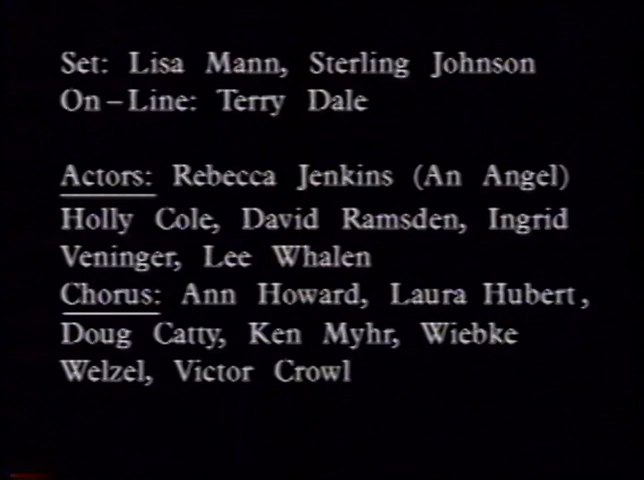 Set: Lisa Mann, Sterling Johnson
On-Line: Terry Dale
Actors: Rebecca Jenkins (An Angel)
Holly Cole, David Ramsden, Ingrid
Veninger, Lee Whalen
Chorus: Ann Howard, Laura Hubert,
Doug Catty, Ken Myhr, Wiebke
Welzel, Victor Crowl